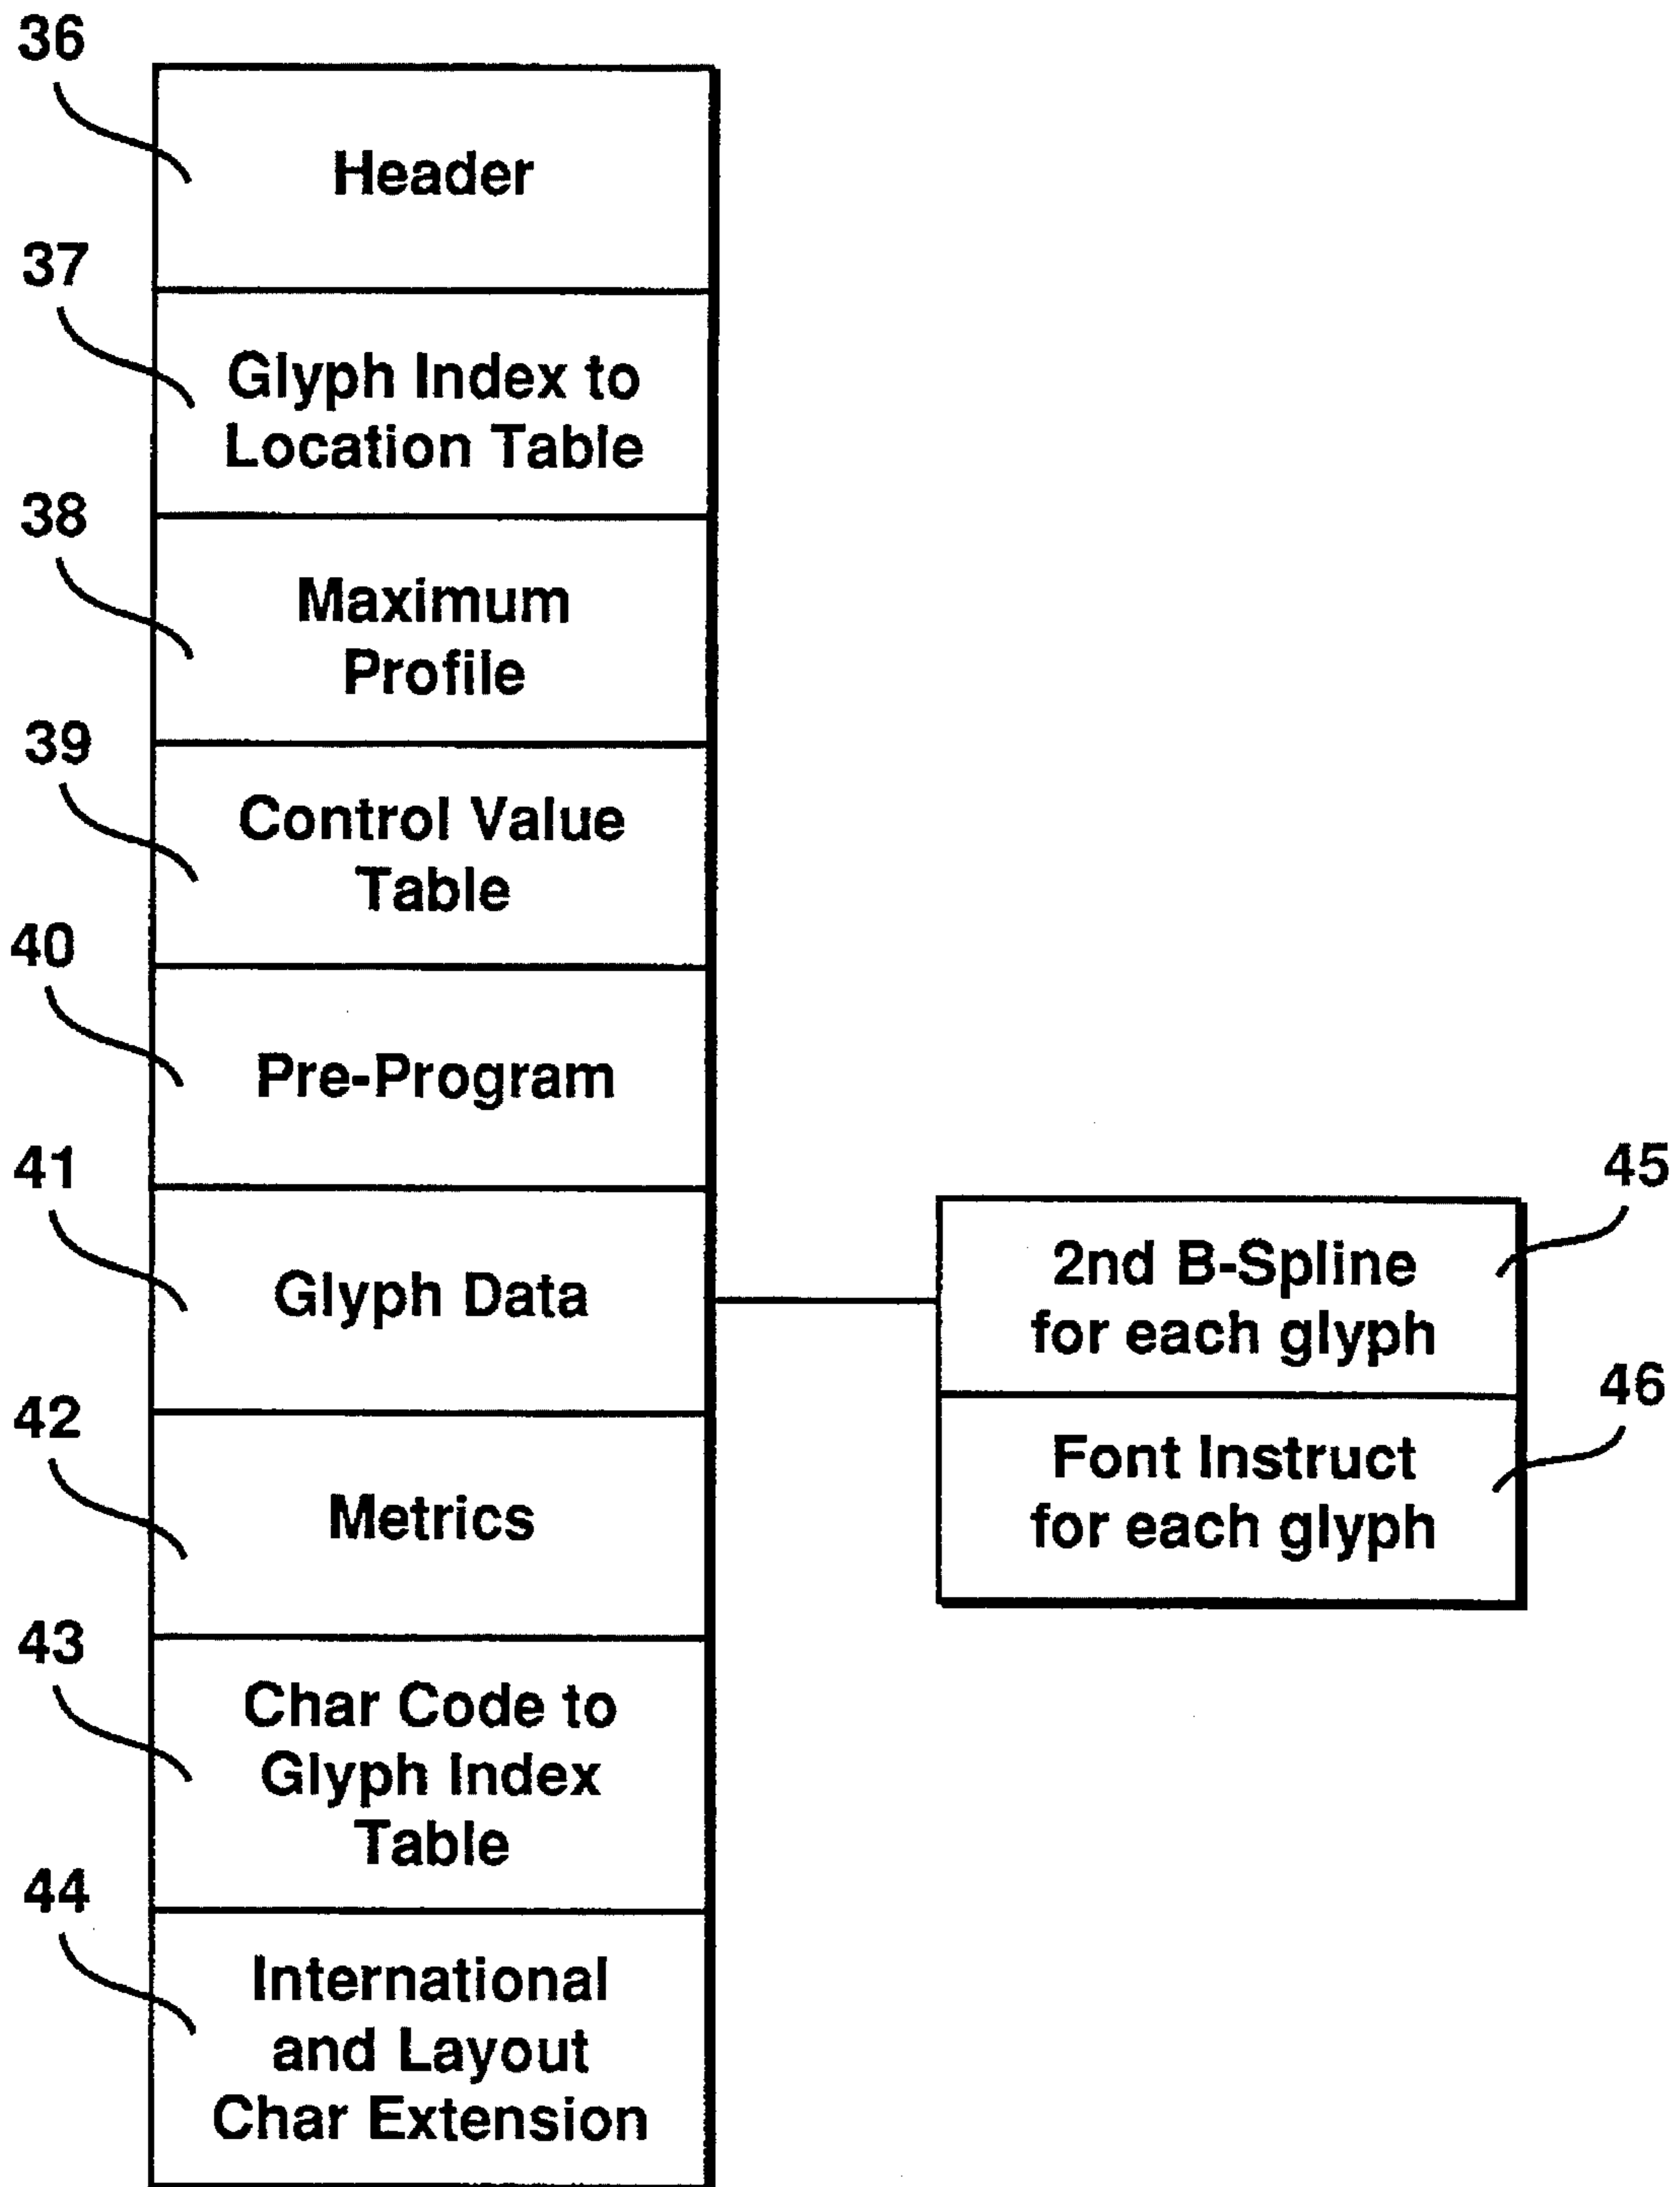 36
Header
37
Glyph Index to
Location Table
38
Maximum
Profile
39
Control Value
Table
40
Pre-Program
41
Glyph Data
45
2nd B-Spline
for each glyph
46
Font Instruct
for each glyph
42
Metrics
43
Char Code to
Glyph Index
Table
44
International
and Layout
Char Extension